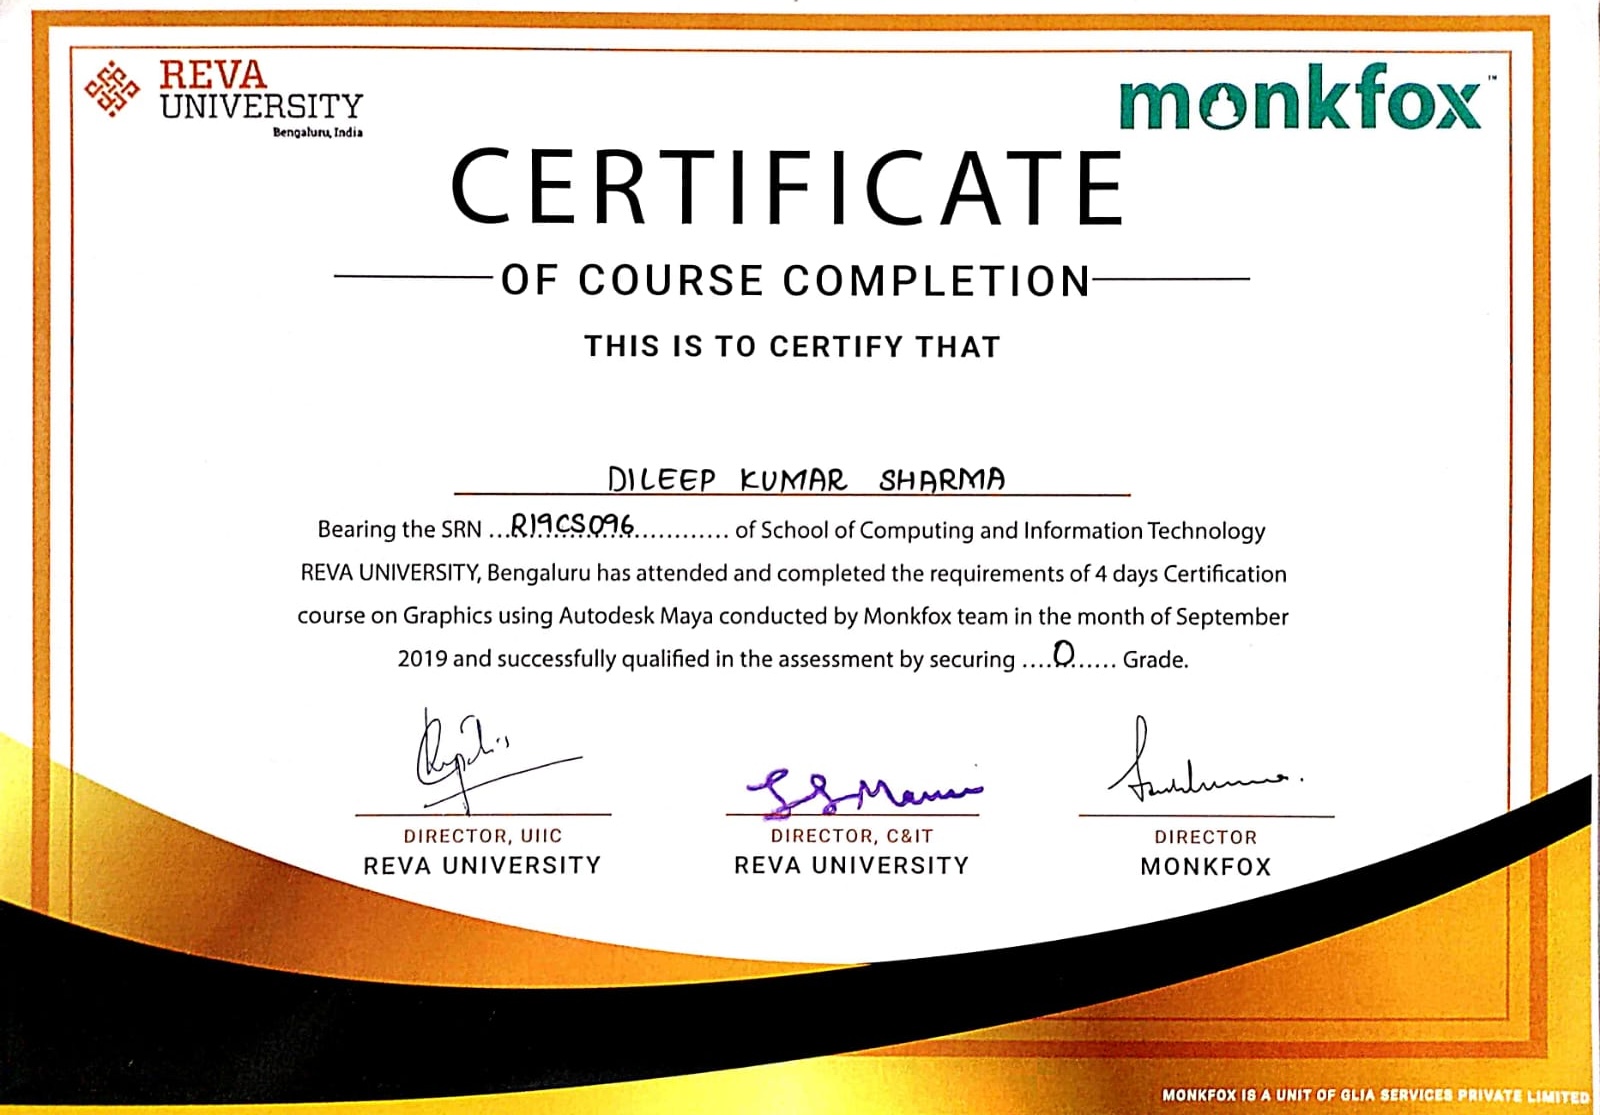 REVA
UNIVERSITY
Bengaluru, India
monkfox™
CERTIFICATE
OF COURSE COMPLETION
THIS IS TO CERTIFY THAT
DILEEP KUMAR SHARMA
Bearing the SRN ...R19CS096............. of School of Computing and Information Technology
REVA UNIVERSITY, Bengaluru has attended and completed the requirements of 4 days Certification
course on Graphics using Autodesk Maya conducted by Monkfox team in the month of September
2019 and successfully qualified in the assessment by securing ....O...... Grade.
DIRECTOR, UIIC
REVA UNIVERSITY
DIRECTOR, C&IT
REVA UNIVERSITY
DIRECTOR
MONKFOX
MONKFOX IS A UNIT OF GLIA SERVICES PRIVATE LIMITED